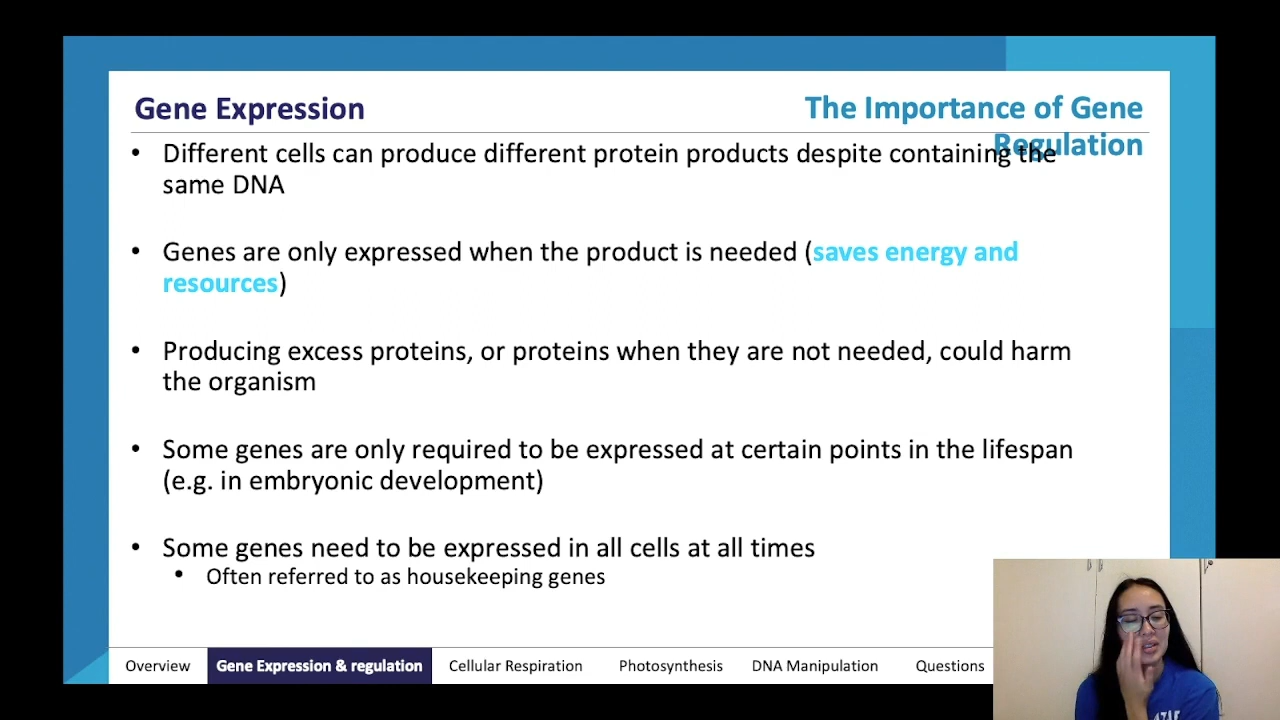 Gene Expression
The Importance of Gene
Regulation
• Different cells can produce different protein products despite containing the
same DNA
• Genes are only expressed when the product is needed (saves energy and
resources)
• Producing excess proteins, or proteins when they are not needed, could harm
the organism
• Some genes are only required to be expressed at certain points in the lifespan
(e.g. in embryonic development)
• Some genes need to be expressed in all cells at all times
• Often referred to as housekeeping genes
Overview
Gene Expression & regulation
Cellular Respiration
Photosynthesis
DNA Manipulation
Questions